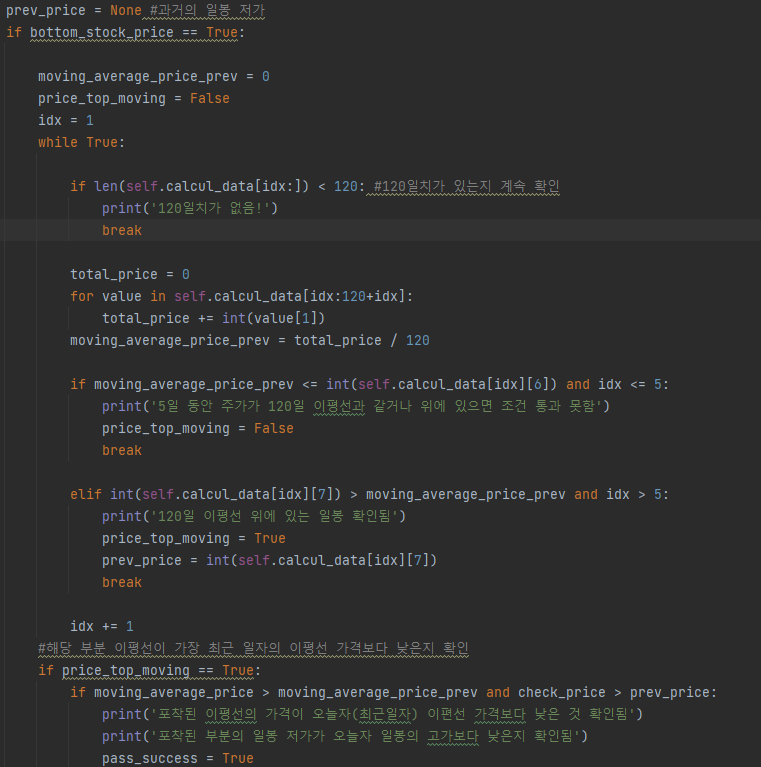 prev_price = None #과거의 일봉 저가
if bottom_stock_price == True:
moving_average_price_prev = 0
price_top_moving = False
idx = 1
while True:
if len(self.calcul_data[idx:]) < 120: #120일치가 있는지 계속 확인
print('120일치가 없음!')
break
total_price = 0
for value in self.calcul_data[idx:120+idx]:
total_price += int(value[1])
moving_average_price_prev = total_price / 120
if moving_average_price_prev <= int(self.calcul_data[idx][6]) and idx <= 5:
print('5일 동안 주가가 120일 이평선과 같거나 위에 있으면 조건 통과 못함')
price_top_moving = False
break
elif int(self.calcul_data[idx][7]) > moving_average_price_prev and idx > 5:
print('120일 이평선 위에 있는 일봉 확인됨')
price_top_moving = True
prev_price = int(self.calcul_data[idx][7])
break
idx += 1
#해당 부분 이평선이 가장 최근 일자의 이평선 가격보다 낮은지 확인
if price_top_moving == True:
if moving_average_price > moving_average_price_prev and check_price > prev_price:
print('포착된 이평선의 가격이 오늘자(최근일자) 이편선 가격보다 낮은 것 확인됨')
print('포착된 부분의 일봉 저가가 오늘자 일봉의 고가보다 낮은지 확인됨')
pass_success = True